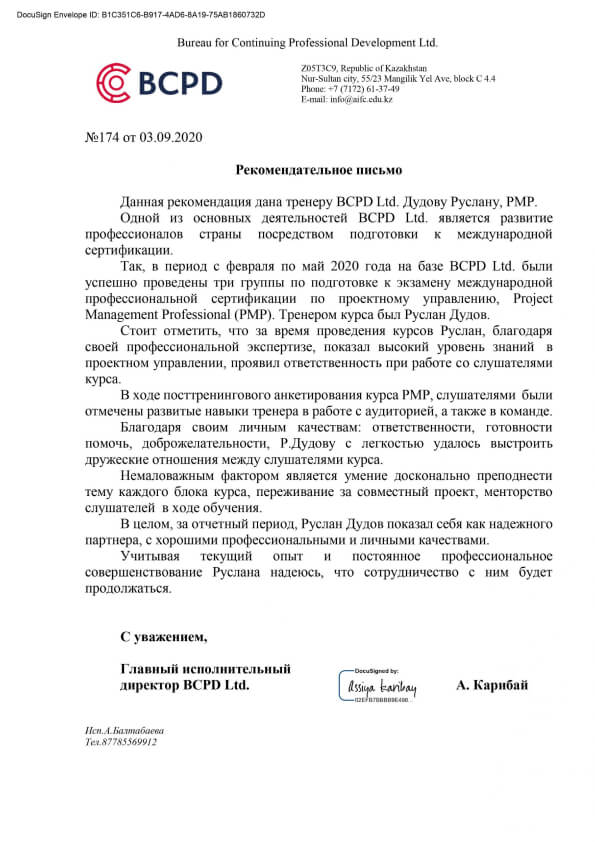 DocuSign Envelope ID: B1C351C6-B917-4AD6-8A19-75AB1860732D
Bureau for Continuing Professional Development Ltd.
BCPD
Z05T3C9, Republic of Kazakhstan
Nur-Sultan city, 55/23 Mangilik Yel Ave, block C 4.4
Phone: +7 (7172) 61-37-49
E-mail: info@aifc.edu.kz
№174 от 03.09.2020
Рекомендательное письмо
Данная рекомендация дана тренеру BCPD Ltd. Дудову Руслану, PMP.
Одной из основных деятельностей BCPD Ltd. является развитие
профессионалов страны посредством подготовки к международной
сертификации.
Так, в период с февраля по май 2020 года на базе BCPD Ltd. были
успешно проведены три группы по подготовке к экзамену международной
профессиональной сертификации по проектному управлению, Project
Management Professional (PMP). Тренером курса был Руслан Дудов.
Стоит отметить, что за время проведения курсов Руслан, благодаря
своей профессиональной экспертизе, показал высокий уровень знаний в
проектном управлении, проявил ответственность при работе со слушателями
курса.
В ходе посттренингового анкетирования курса PMP, слушателями были
отмечены развитые навыки тренера в работе с аудиторией, а также в команде.
Благодаря своим личным качествам: ответственности, готовности
помочь, доброжелательности, Р.Дудову с легкостью удалось выстроить
дружеские отношения между слушателями курса.
Немаловажным фактором является умение досконально преподнести
тему каждого блока курса, переживание за совместный проект, менторство
слушателей в ходе обучения.
В целом, за отчетный период, Руслан Дудов показал себя как надежного
партнера, с хорошими профессиональными и личными качествами.
Учитывая текущий опыт и постоянное профессиональное
совершенствование Руслана надеюсь, что сотрудничество с ним будет
продолжаться.
С уважением,
Главный исполнительный
директор BCPD Ltd.
DocuSigned by:
Assiya Karibay
А. Карибай
Исп.А.Балтабаева
Тел.87785569912